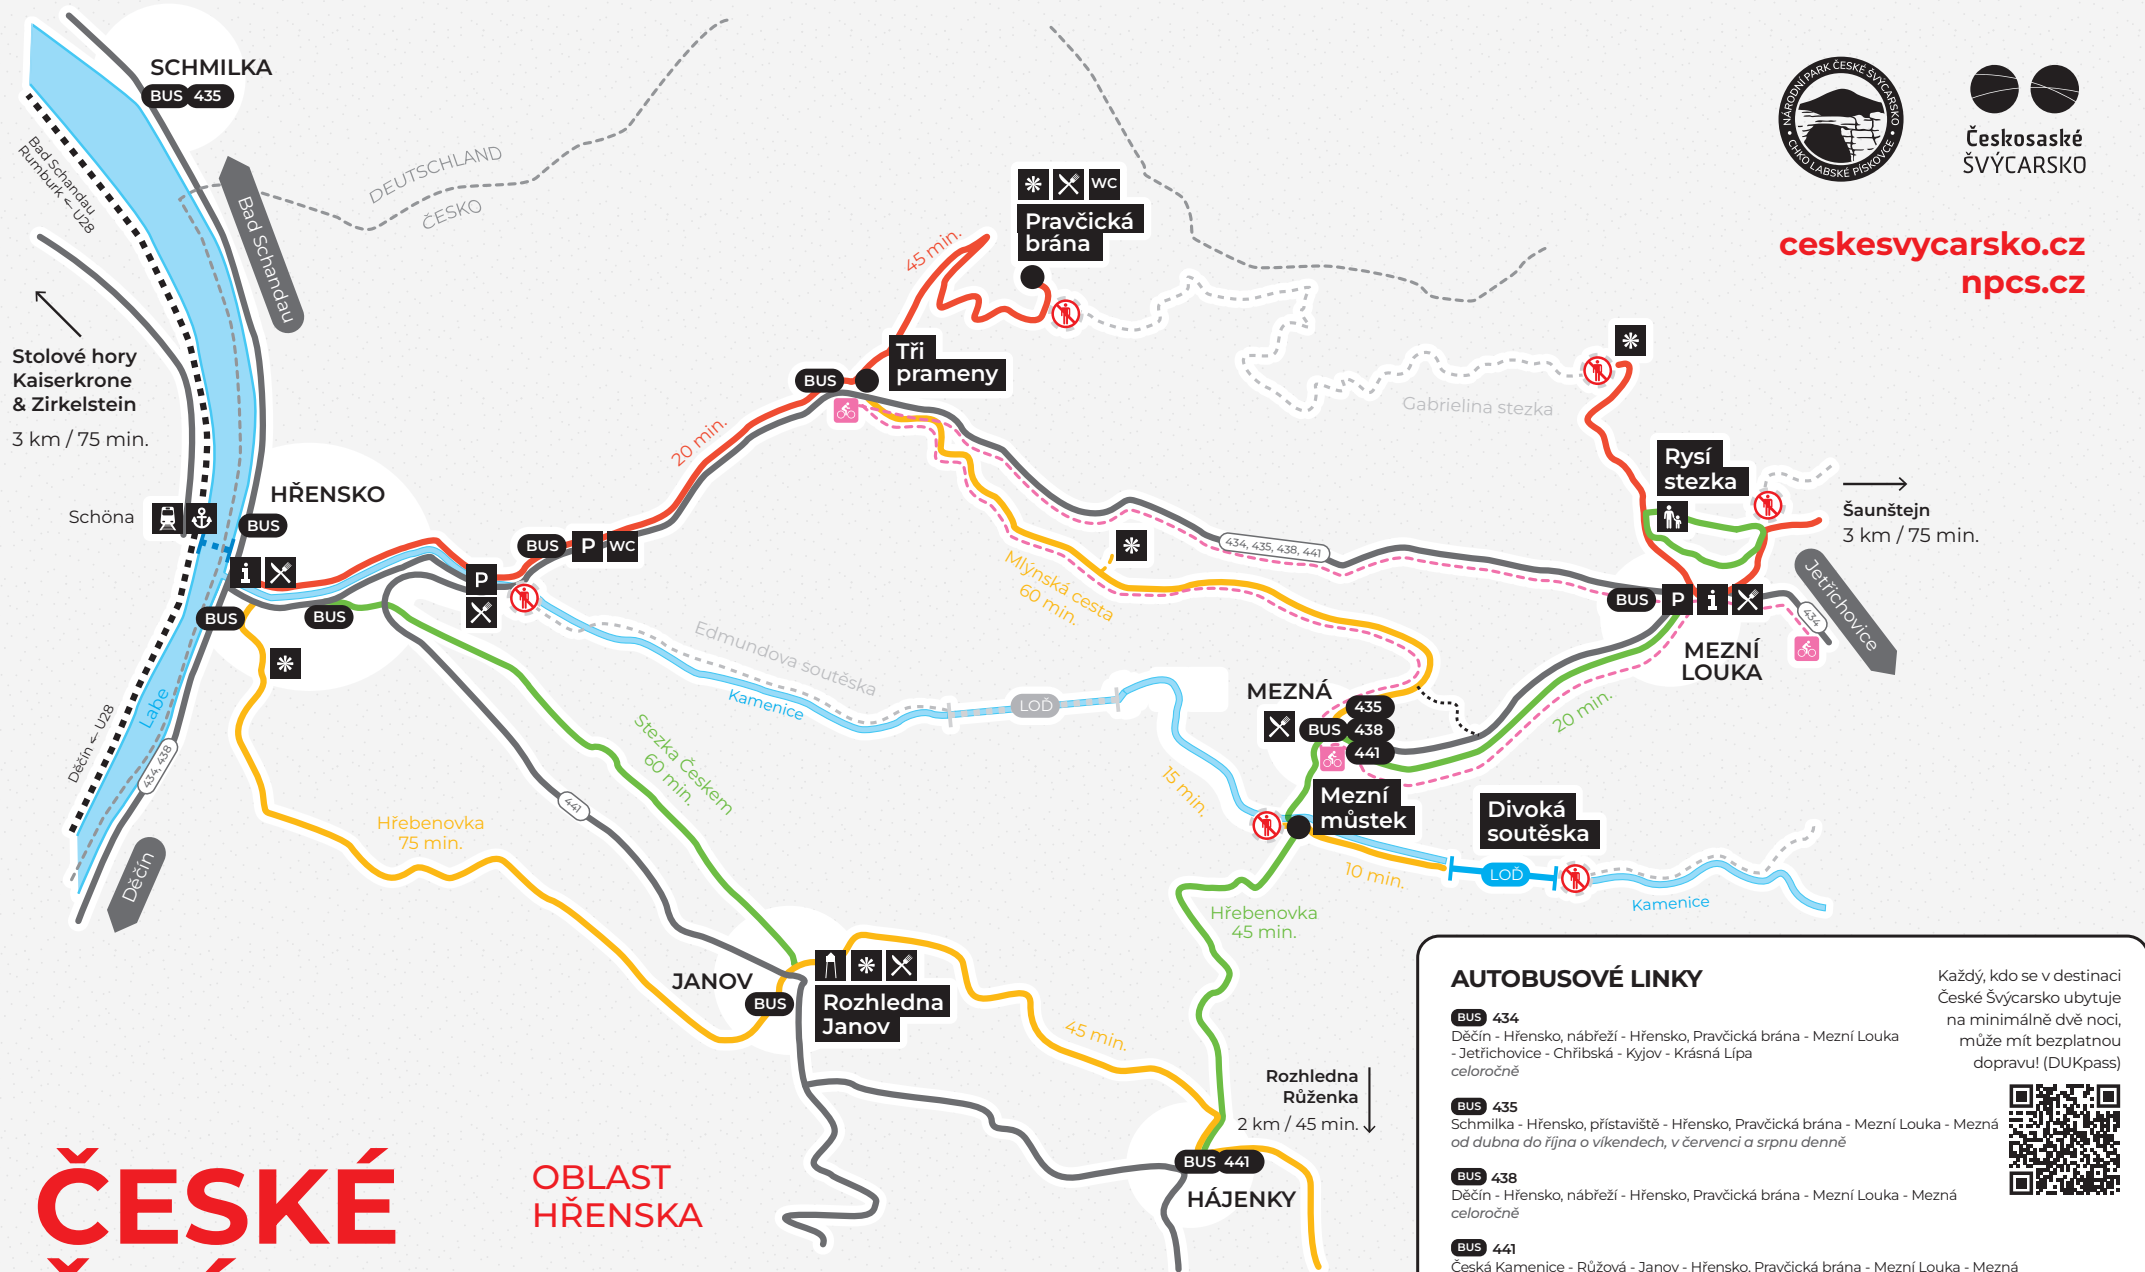 SCHMILKA
BUS 435
Bad Schandau
Rumburk <- U28
Bad Schandau
DEUTSCHLAND
ČESKO
Stolové hory
Kaiserkrone
& Zirkelstein
3 km / 75 min.
Schöna
HŘENSKO
BUS
i
BUS
BUS
P
BUS
P
WC
20 min.
BUS
Tři
prameny
45 min.
WC
Pravčická
brána
NÁRODNÍ PARK ČESKÉ ŠVÝCARSKO
CHKO LABSKÉ PÍSKOVCE
Českosaské
ŠVÝCARSKO
ceskesvycarsko.cz
npcs.cz
Gabrielina stezka
Rysí
stezka
Šaunštejn
3 km / 75 min.
Jetřichovice
434
434, 435, 438, 441
Mlýnská cesta
60 min.
BUS
P
i
MEZNÍ
LOUKA
20 min.
Edmundova soutěska
Kamenice
LOĎ
MEZNÁ
BUS
435
438
441
15 min.
Mezní
můstek
Divoká
soutěska
10 min.
LOĎ
Kamenice
Labe
Děčín <- U28
434, 438
Děčín
Stezka Českem
60 min.
441
Hřebenovka
75 min.
Hřebenovka
45 min.
JANOV
BUS
Rozhledna
Janov
45 min.
Rozhledna
Růženka
2 km / 45 min.
BUS 441
HÁJENKY
ČESKÉ
OBLAST
HŘENSKA
AUTOBUSOVÉ LINKY
BUS 434
Děčín - Hřensko, nábřeží - Hřensko, Pravčická brána - Mezní Louka
- Jetřichovice - Chřibská - Kyjov - Krásná Lípa
celoročně
BUS 435
Schmilka - Hřensko, přístaviště - Hřensko, Pravčická brána - Mezní Louka - Mezná
od dubna do října o víkendech, v červenci a srpnu denně
BUS 438
Děčín - Hřensko, nábřeží - Hřensko, Pravčická brána - Mezní Louka - Mezná
celoročně
BUS 441
Česká Kamenice - Růžová - Janov - Hřensko, Pravčická brána - Mezní Louka - Mezná
Každý, kdo se v destinaci
České Švýcarsko ubytuje
na minimálně dvě noci,
může mít bezplatnou
dopravu! (DUKpass)